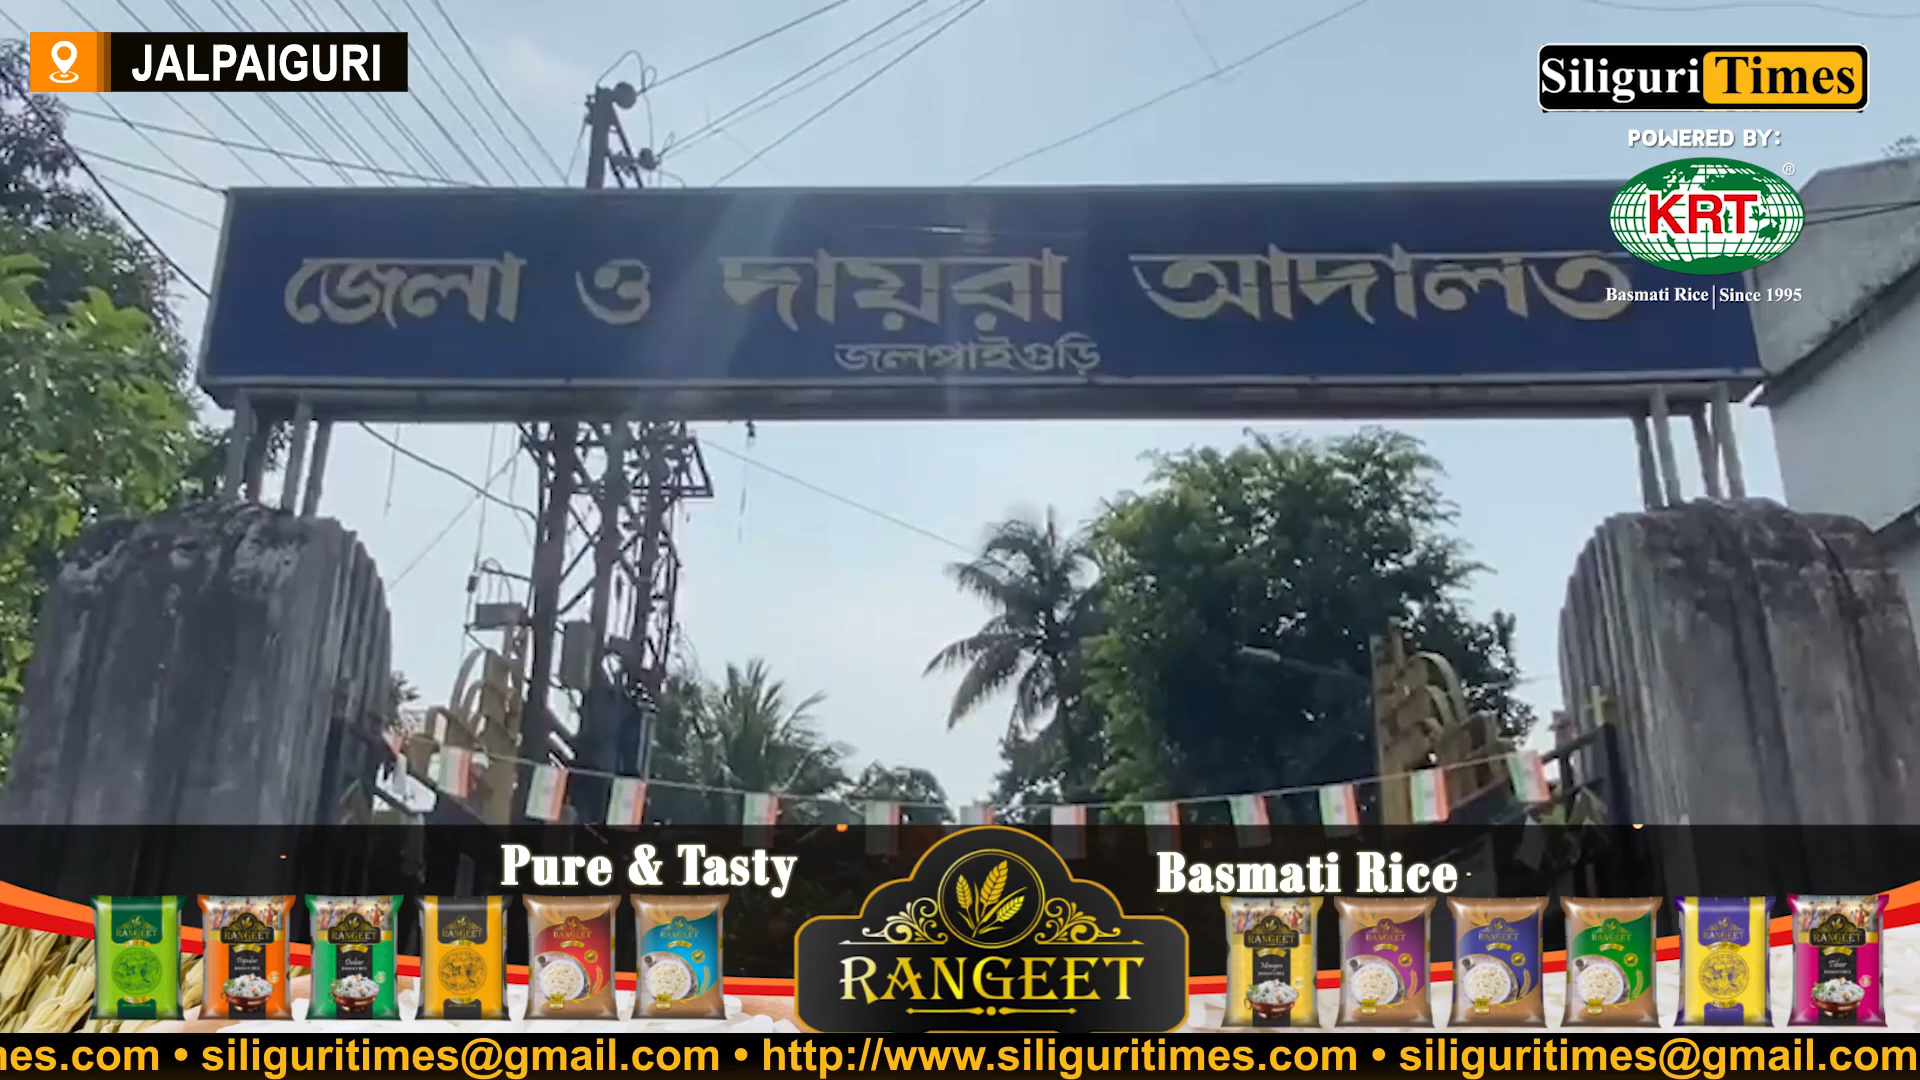 JALPAIGURI
Siliguri Times
POWERED BY:
KRT
®
Basmati Rice | Since 1995
জেলা ও দায়রা আদালত
জলপাইগুড়ি
Pure & Tasty
Basmati Rice
RANGEET
nes.com • siliguritimes@gmail.com • http://www.siliguritimes.com • siliguritimes@gmail.com